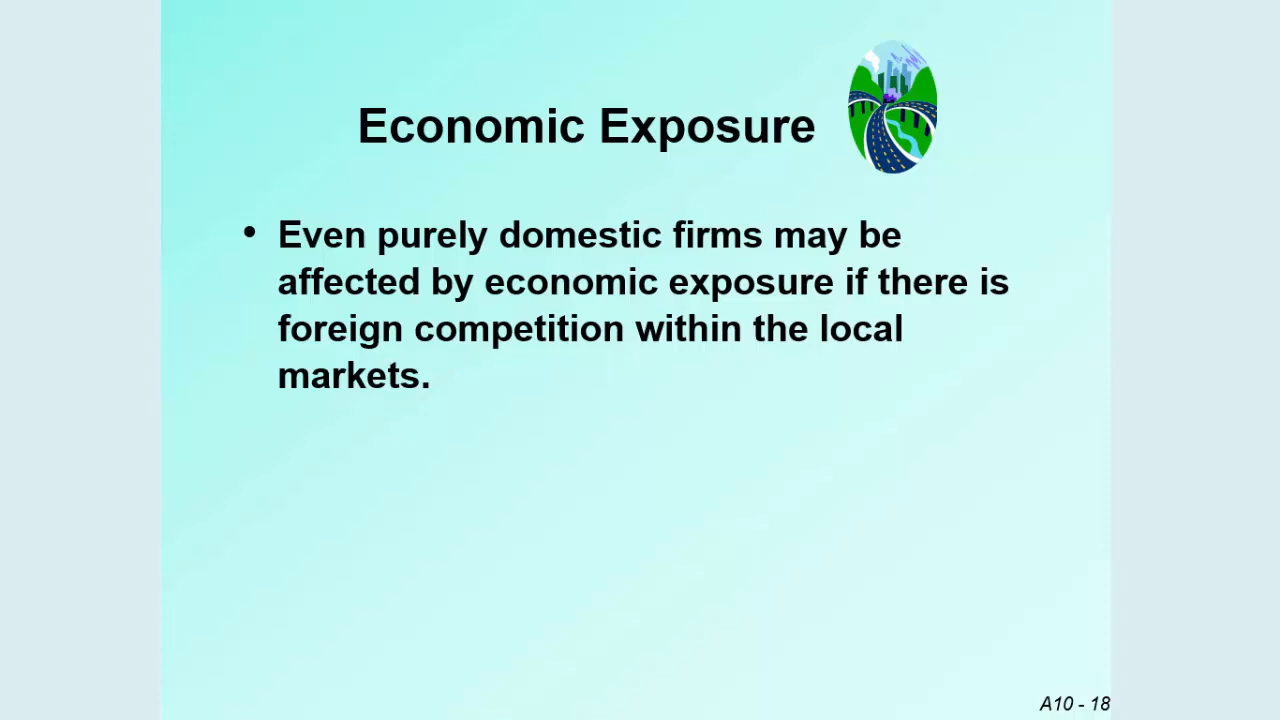 Economic Exposure
• Even purely domestic firms may be
affected by economic exposure if there is
foreign competition within the local
markets.
A10 - 18